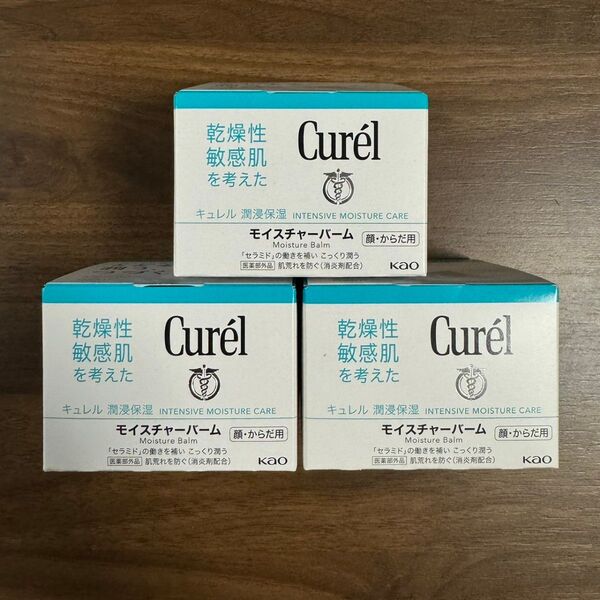 乾燥性
敏感肌
を考えた
Curél
キュレル 潤浸保湿 INTENSIVE MOISTURE CARE
モイスチャーバーム
Moisture Balm
顔・からだ用
「セラミド」の働きを補い こっくり潤う
医薬部外品 肌荒れを防ぐ(消炎剤配合)
Kao
乾燥性
敏感肌
を考えた
Curél
キュレル 潤浸保湿 INTENSIVE MOISTURE CARE
モイスチャーバーム
Moisture Balm
顔・からだ用
「セラミド」の働きを補い こっくり潤う
医薬部外品 肌荒れを防ぐ(消炎剤配合)
Kao
乾燥性
敏感肌
を考えた
Curél
キュレル 潤浸保湿 INTENSIVE MOISTURE CARE
モイスチャーバーム
Moisture Balm
顔・からだ用
「セラミド」の働きを補い こっくり潤う
医薬部外品 肌荒れを防ぐ(消炎剤配合)
Kao